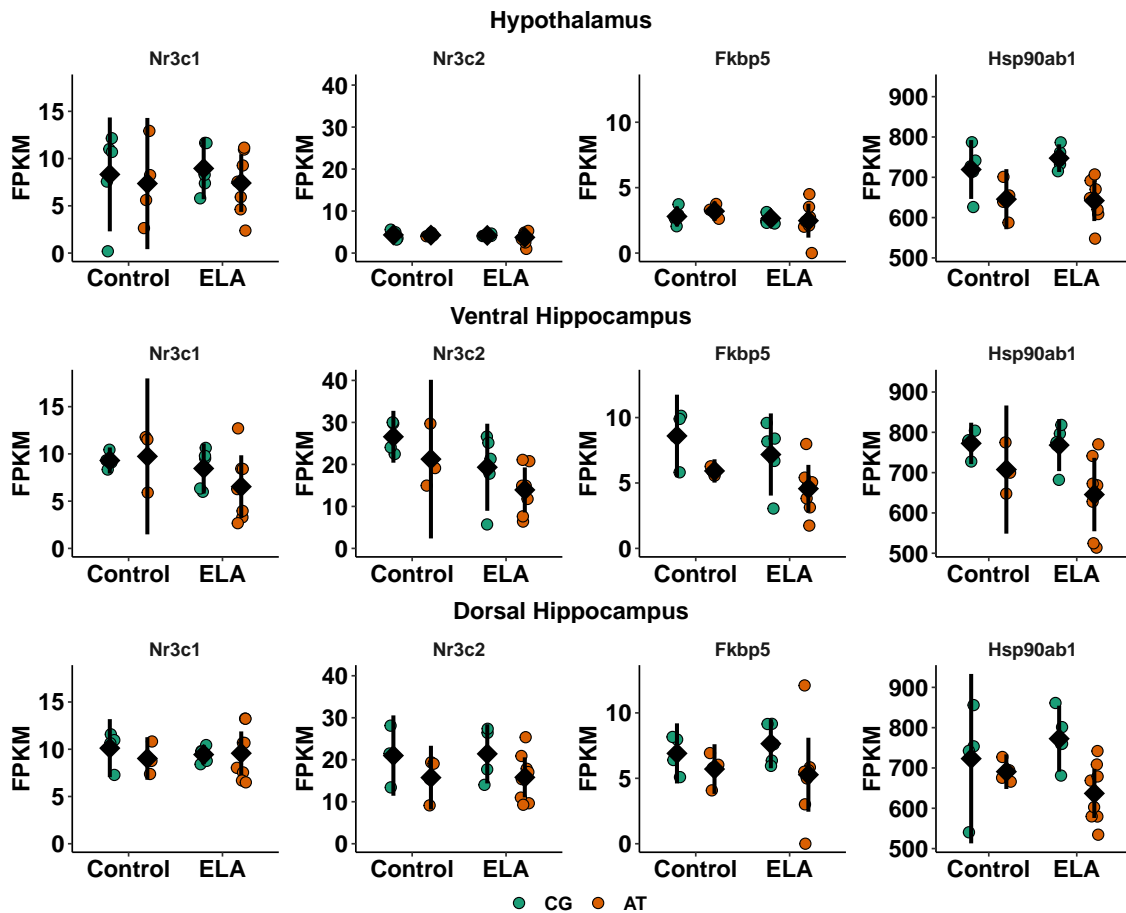 Hypothalamus
Nr3c1 Nr3c2 Fkbp5 Hsp90ab1
FPKM 15 10 5 0 FPKM 40 30 20 10 0 FPKM 10 5 0 FPKM 900 800 700 600 500
Control ELA Control ELA Control ELA Control ELA
Ventral Hippocampus
Nr3c1 Nr3c2 Fkbp5 Hsp90ab1
FPKM 15 10 5 0 FPKM 40 30 20 10 0 FPKM 10 5 0 FPKM 900 800 700 600 500
Control ELA Control ELA Control ELA Control ELA
Dorsal Hippocampus
Nr3c1 Nr3c2 Fkbp5 Hsp90ab1
FPKM 15 10 5 0 FPKM 40 30 20 10 0 FPKM 10 5 0 FPKM 900 800 700 600 500
Control ELA Control ELA Control ELA Control ELA
CG AT